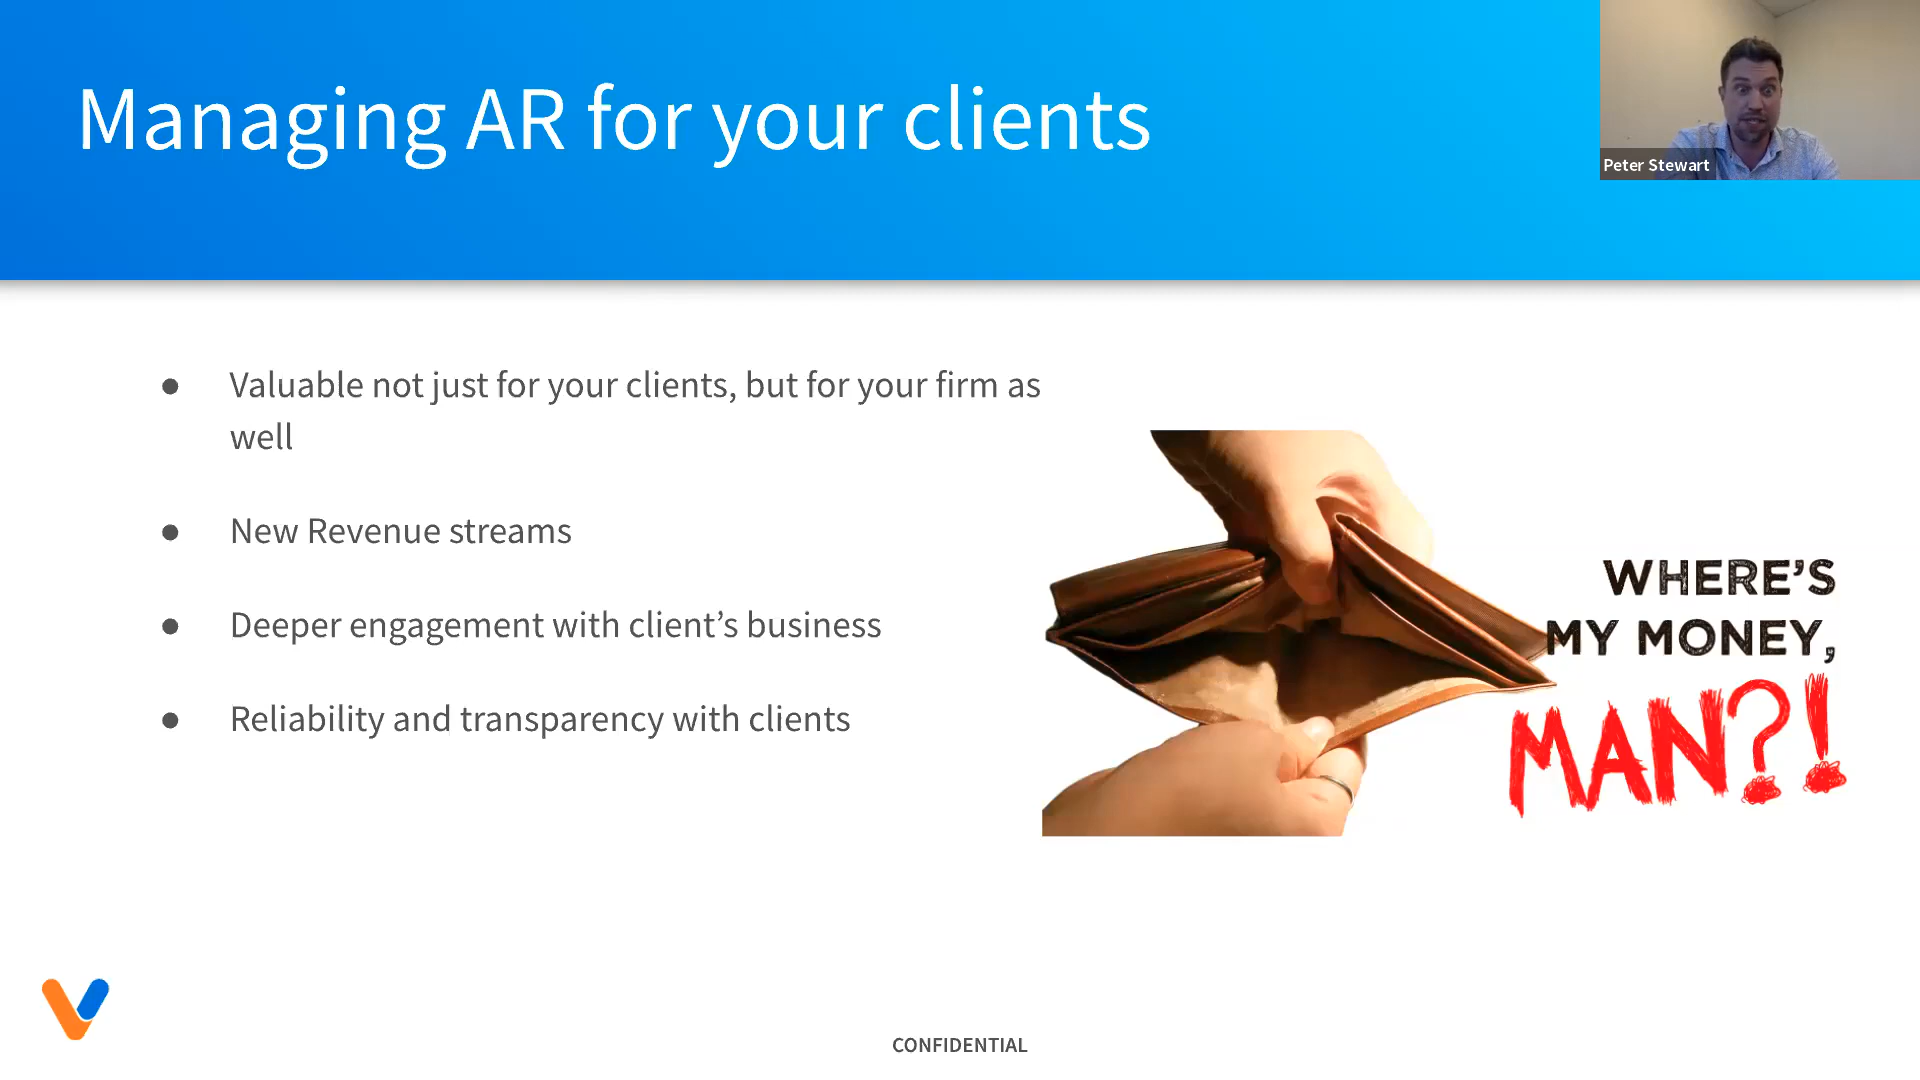 Managing AR for your clients
Peter Stewart
● Valuable not just for your clients, but for your firm as
well
● New Revenue streams
● Deeper engagement with client’s business
● Reliability and transparency with clients
WHERE’S
MY MONEY,
MAN?!
CONFIDENTIAL